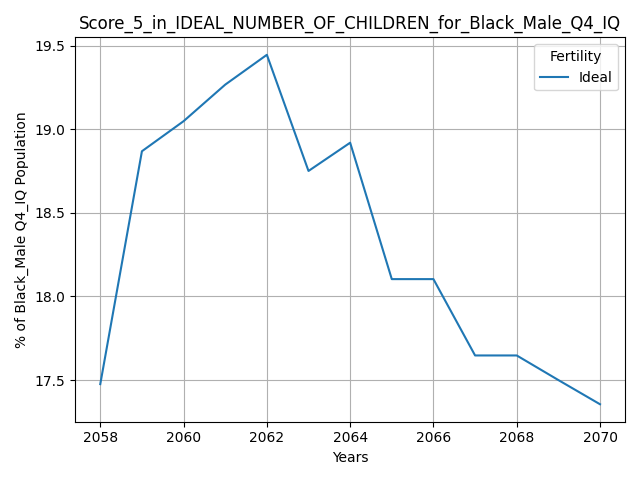 Score_5_in_IDEAL_NUMBER_OF_CHILDREN_for_Black_Male_Q4_IQ
Fertility
Ideal
19.5
19.0
18.5
18.0
17.5
% of Black_Male Q4_IQ Population
2058 2060 2062 2064 2066 2068 2070
Years